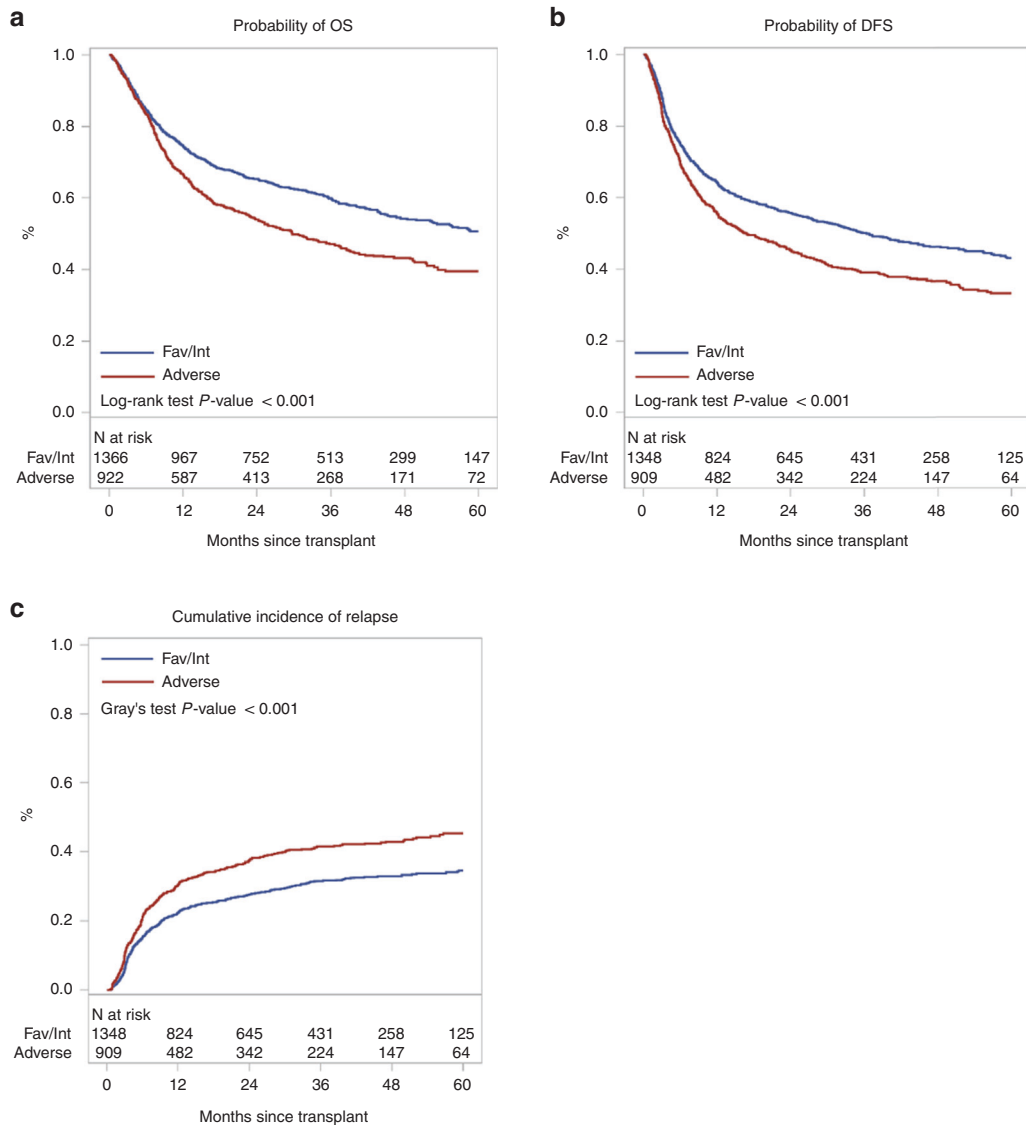 a
Probability of OS
1.0
0.8
0.6
0.4
0.2
0.0
%
Fav/Int
Adverse
Log-rank test P-value < 0.001
N at risk
Fav/Int 1366 967 752 513 299 147
Adverse 922 587 413 268 171 72
0 12 24 36 48 60
Months since transplant
b
Probability of DFS
1.0
0.8
0.6
0.4
0.2
0.0
%
Fav/Int
Adverse
Log-rank test P-value < 0.001
N at risk
Fav/Int 1348 824 645 431 258 125
Adverse 909 482 342 224 147 64
0 12 24 36 48 60
Months since transplant
c
Cumulative incidence of relapse
1.0
0.8
0.6
0.4
0.2
0.0
%
Fav/Int
Adverse
Gray's test P-value < 0.001
N at risk
Fav/Int 1348 824 645 431 258 125
Adverse 909 482 342 224 147 64
0 12 24 36 48 60
Months since transplant